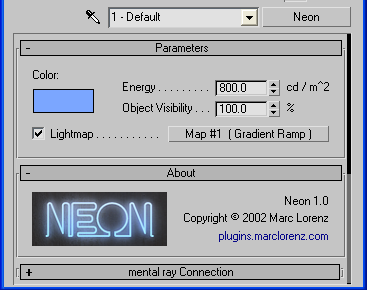 1 - Default Neon
- Parameters
Color:
Energy . . . . . . . . . 800.0 cd / m^2
Object Visibility . . . 100.0 %
Lightmap . . . . . . . . . . . Map #1 ( Gradient Ramp )
- About
NEON
Neon 1.0
Copyright © 2002 Marc Lorenz
plugins.marclorenz.com
+ mental ray Connection